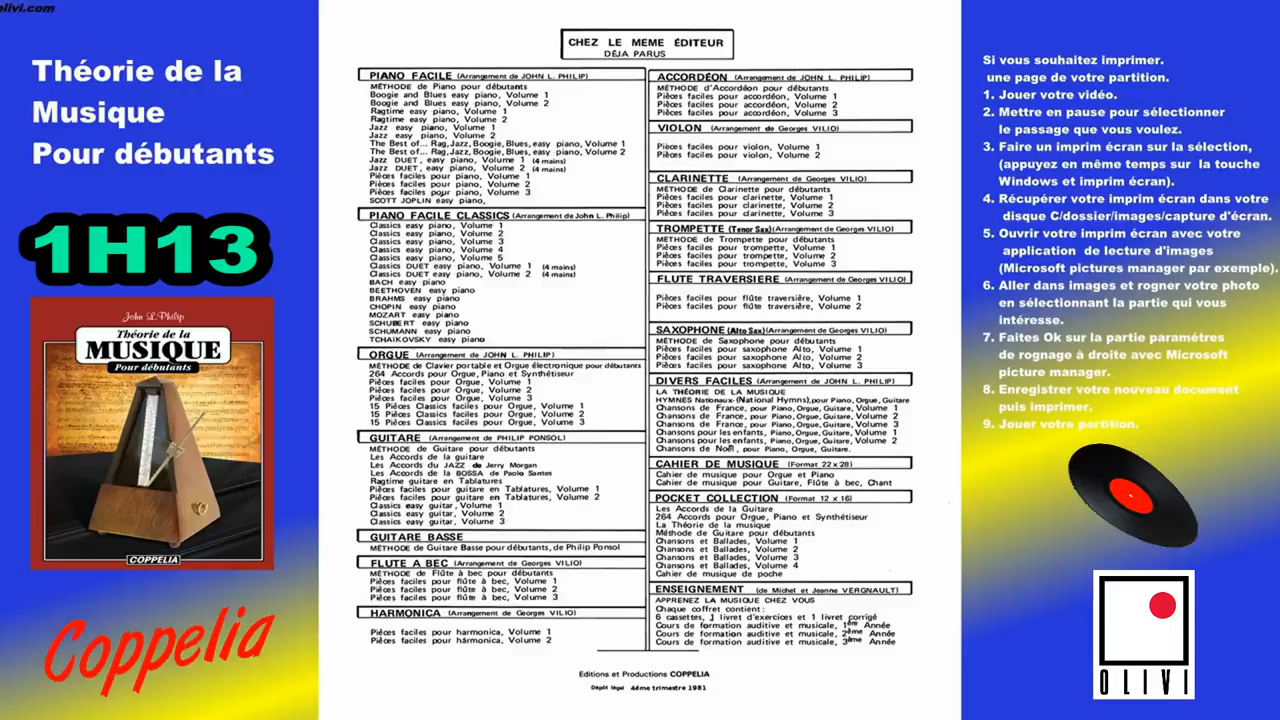 olivi.com
Théorie de la
Musique
Pour débutants
1H13
John L. Philip
Théorie de la
MUSIQUE
Pour débutants
COPPELIA
Coppelia
CHEZ LE MEME ÉDITEUR
DÉJA PARUS
PIANO FACILE (Arrangement de JOHN L. PHILIP)
MÉTHODE de Piano pour débutants
Boogie and Blues easy piano, Volume 1
Boogie and Blues easy piano, Volume 2
Ragtime easy piano, Volume 1
Ragtime easy piano, Volume 2
Jazz easy piano, Volume 1
Jazz easy piano, Volume 2
The Best of... Rag, Jazz, Boogie, Blues, easy piano, Volume 1
The Best of... Rag, Jazz, Boogie, Blues, easy piano, Volume 2
Jazz DUET, easy piano, Volume 1 (4 mains)
Jazz DUET, easy piano, Volume 2 (4 mains)
Pièces faciles pour piano, Volume 1
Pièces faciles pour piano, Volume 2
Pièces faciles pour piano, Volume 3
SCOTT JOPLIN easy piano,
PIANO FACILE CLASSICS (Arrangement de John L. Philip)
Classics easy piano, Volume 1
Classics easy piano, Volume 2
Classics easy piano, Volume 3
Classics easy piano, Volume 4
Classics easy piano, Volume 5
Classics DUET easy piano, Volume 1 (4 mains)
Classics DUET easy piano, Volume 2 (4 mains)
BACH easy piano
BEETHOVEN easy piano
BRAHMS easy piano
CHOPIN easy piano
MOZART easy piano
SCHUBERT easy piano
SCHUMANN easy piano
TCHAIKOVSKY easy piano
ORGUE (Arrangement de JOHN L. PHILIP)
MÉTHODE de Clavier portable et Orgue électronique pour débutants
264 Accords pour Orgue, Piano et Synthétiseur
Pièces faciles pour Orgue, Volume 1
Pièces faciles pour Orgue, Volume 2
Pièces faciles pour Orgue, Volume 3
15 Pièces Classics faciles pour Orgue, Volume 1
15 Pièces Classics faciles pour Orgue, Volume 2
15 Pièces Classics faciles pour Orgue, Volume 3
GUITARE (Arrangement de PHILIP PONSOL)
MÉTHODE de Guitare pour débutants
Les Accords de la guitare
Les Accords du JAZZ de Jerry Morgan
Les Accords de la BOSSA de Paolo Santes
Ragtime guitare en Tablatures
Pièces faciles pour guitare en Tablatures, Volume 1
Pièces faciles pour guitare en Tablatures, Volume 2
Classics easy guitar, Volume 1
Classics easy guitar, Volume 2
Classics easy guitar, Volume 3
GUITARE BASSE
MÉTHODE de Guitare Basse pour débutants, de Philip Ponsol
FLUTE A BEC (Arrangement de Georges VILIO)
MÉTHODE de Flûte à bec pour débutants
Pièces faciles pour flûte à bec, Volume 1
Pièces faciles pour flûte à bec, Volume 2
Pièces faciles pour flûte à bec, Volume 3
HARMONICA (Arrangement de Georges VILIO)
Pièces faciles pour harmonica, Volume 1
Pièces faciles pour harmonica, Volume 2
ACCORDÉON (Arrangement de JOHN L. PHILIP)
MÉTHODE d'Accordéon pour débutants
Pièces faciles pour accordéon, Volume 1
Pièces faciles pour accordéon, Volume 2
Pièces faciles pour accordéon, Volume 3
VIOLON (Arrangement de Georges VILIO)
Pièces faciles pour violon, Volume 1
Pièces faciles pour violon, Volume 2
CLARINETTE (Arrangement de Georges VILIO)
MÉTHODE de Clarinette pour débutants
Pièces faciles pour clarinette, Volume 1
Pièces faciles pour clarinette, Volume 2
Pièces faciles pour clarinette, Volume 3
TROMPETTE (Tenor Sax) (Arrangement de Georges VILIO)
MÉTHODE de Trompette pour débutants
Pièces faciles pour trompette, Volume 1
Pièces faciles pour trompette, Volume 2
Pièces faciles pour trompette, Volume 3
FLUTE TRAVERSIERE (Arrangement de Georges VILIO)
Pièces faciles pour flûte traversière, Volume 1
Pièces faciles pour flûte traversière, Volume 2
SAXOPHONE (Alto Sax) (Arrangement de Georges VILIO)
MÉTHODE de Saxophone pour débutants
Pièces faciles pour saxophone Alto, Volume 1
Pièces faciles pour saxophone Alto, Volume 2
Pièces faciles pour saxophone Alto, Volume 3
DIVERS FACILES (Arrangement de JOHN L. PHILIP)
LA THÉORIE DE LA MUSIQUE
HYMNES Nationaux-(National Hymns), pour Piano, Orgue, Guitare
Chansons de France, pour Piano, Orgue, Guitare, Volume 1
Chansons de France, pour Piano, Orgue, Guitare, Volume 2
Chansons de France, pour Piano, Orgue, Guitare, Volume 3
Chansons pour les enfants, Piano, Orgue, Guitare, Volume 1
Chansons pour les enfants, Piano, Orgue, Guitare, Volume 2
Chansons de Noël, pour Piano, Orgue, Guitare.
CAHIER DE MUSIQUE (Format 22 x 28)
Cahier de musique pour Orgue et Piano
Cahier de musique pour Guitare, Flûte à bec, Chant
POCKET COLLECTION (Format 12 x 16)
Les Accords de la Guitare
264 Accords pour Orgue, Piano et Synthétiseur
La Théorie de la musique
Méthode de Guitare pour débutants
Chansons et Ballades, Volume 1
Chansons et Ballades, Volume 2
Chansons et Ballades, Volume 3
Chansons et Ballades, Volume 4
Cahier de musique de poche
ENSEIGNEMENT (de Michel et Jeanne VERGNAULT)
APPRENEZ LA MUSIQUE CHEZ VOUS
Chaque coffret contient :
6 cassettes, 1 livret d'exercices et 1 livret corrigé
Cours de formation auditive et musicale, 1ère Année
Cours de formation auditive et musicale, 2ème Année
Cours de formation auditive et musicale, 3ème Année
Editions et Productions COPPELIA
Dépôt légal 4ème trimestre 1981
Si vous souhaitez imprimer.
une page de votre partition.
1. Jouer votre vidéo.
2. Mettre en pause pour sélectionner
le passage que vous voulez.
3. Faire un imprim écran sur la sélection,
(appuyez en même temps sur la touche
Windows et imprim écran).
4. Récupérer votre imprim écran dans votre
disque C/dossier/images/capture d'écran.
5. Ouvrir votre imprim écran avec votre
application de lecture d'images
(Microsoft pictures manager par exemple).
6. Aller dans images et rogner votre photo
en sélectionnant la partie qui vous
intéresse.
7. Faites Ok sur la partie paramétres
de rognage à droite avec Microsoft
picture manager.
8. Enregistrer votre nouveau document
puis imprimer.
9. Jouer votre partition.
OLIVI